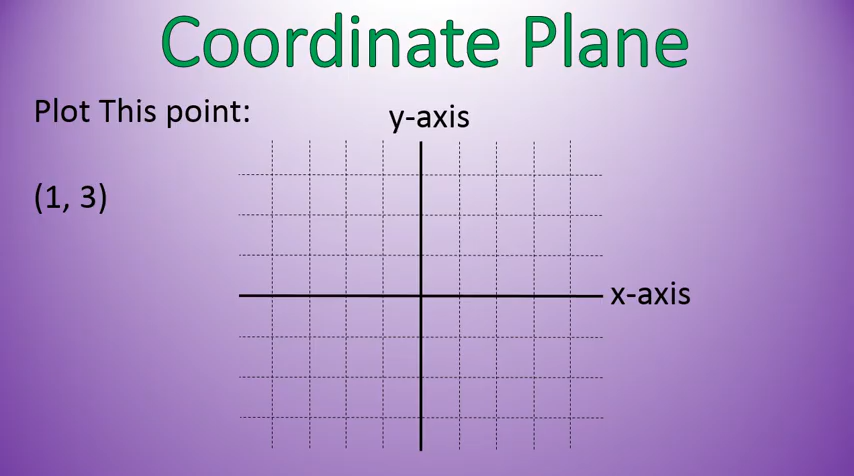 Coordinate Plane
Plot This point:
y-axis
(1, 3)
x-axis